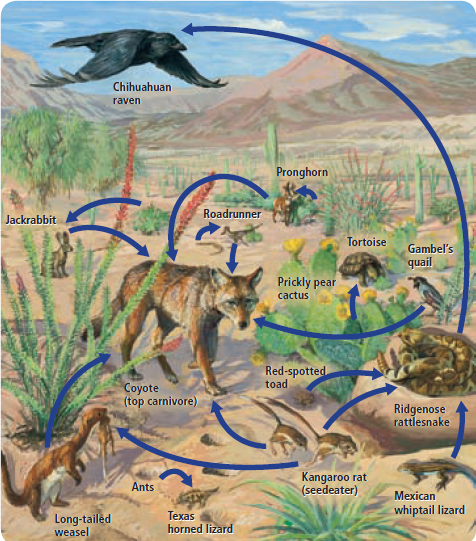 Chihuahuan
raven
Pronghorn
Jackrabbit
Roadrunner
Tortoise
Gambel's
quail
Prickly pear
cactus
Red-spotted
toad
Coyote
(top carnivore)
Ridgenose
rattlesnake
Kangaroo rat
(seedeater)
Mexican
whiptail lizard
Ants
Texas
horned lizard
Long-tailed
weasel